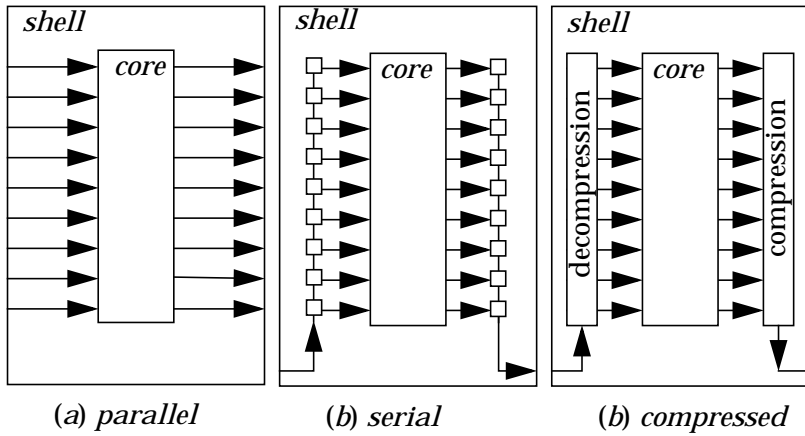 shell
core
(a) parallel
shell
core
(b) serial
shell
decompression
core
compression
(b) compressed